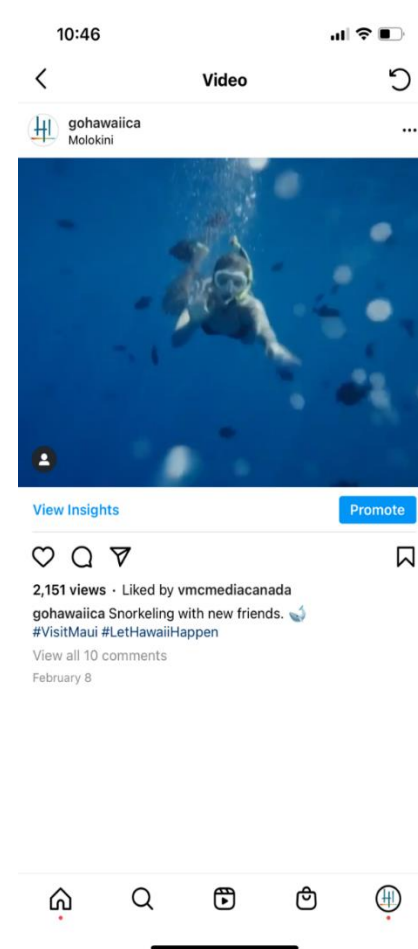 10:46
Video
gohawaiica
Molokini
View Insights
Promote
2,151 views · Liked by vmcmediacanada
gohawaiica Snorkeling with new friends. 🐳
#VisitMaui #LetHawaiiHappen
View all 10 comments
February 8